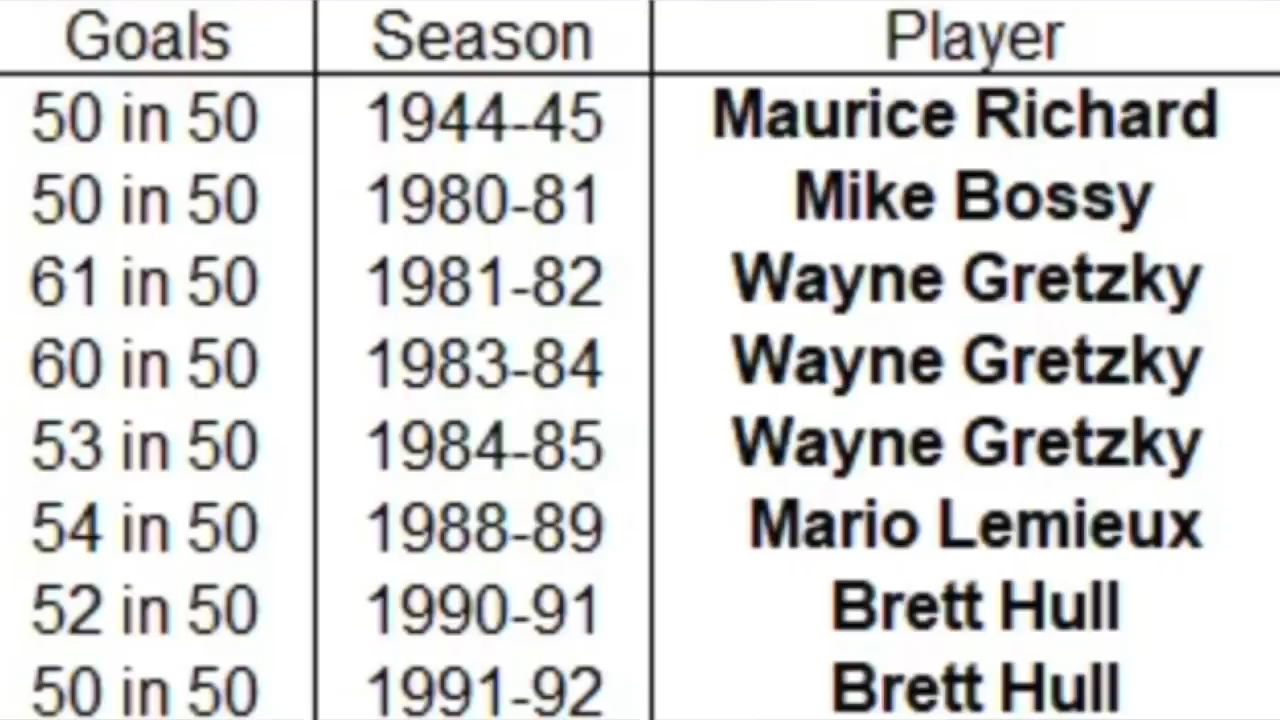 Goals Season Player
50 in 50 1944-45 Maurice Richard
50 in 50 1980-81 Mike Bossy
61 in 50 1981-82 Wayne Gretzky
60 in 50 1983-84 Wayne Gretzky
53 in 50 1984-85 Wayne Gretzky
54 in 50 1988-89 Mario Lemieux
52 in 50 1990-91 Brett Hull
50 in 50 1991-92 Brett Hull